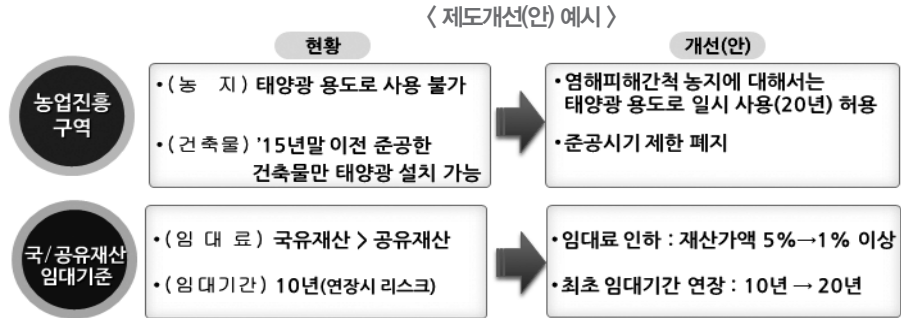 〈 제도개선(안) 예시 〉
현황
개선(안)
농업진흥
구역
•(농 지) 태양광 용도로 사용 불가
•(건축물) '15년말 이전 준공한
건축물만 태양광 설치 가능
•염해피해간척 농지에 대해서는
태양광 용도로 일시 사용(20년) 허용
•준공시기 제한 폐지
국/공유재산
임대기준
•(임 대 료) 국유재산 > 공유재산
•(임대기간) 10년(연장시 리스크)
•임대료 인하 : 재산가액 5%→1% 이상
•최초 임대기간 연장 : 10년 → 20년